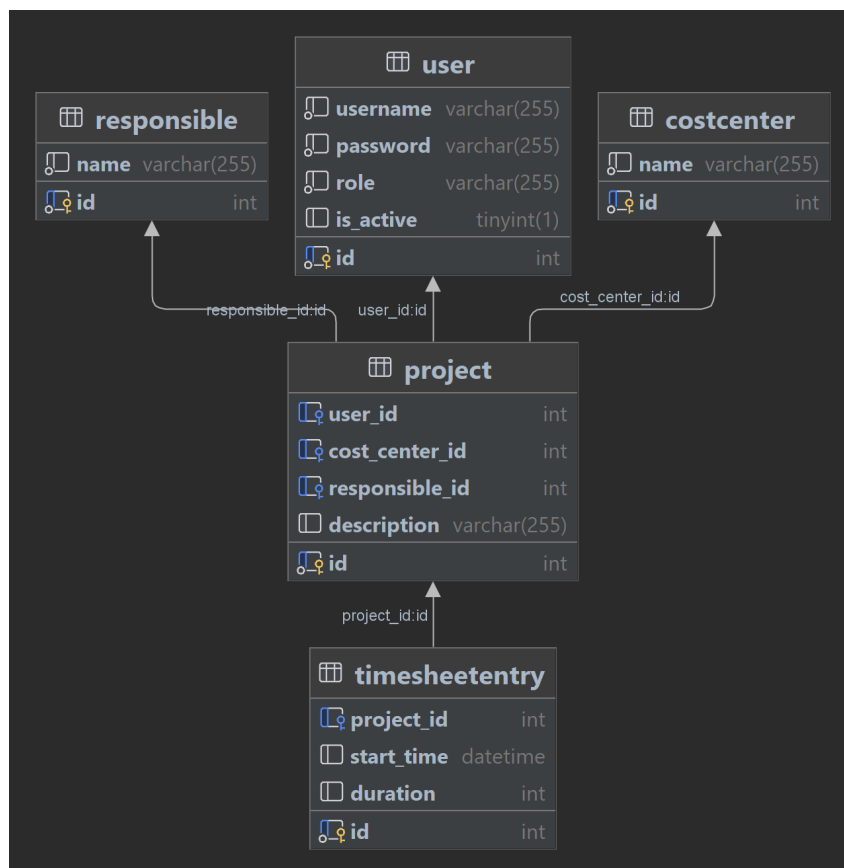 user
username varchar(255)
password varchar(255)
role varchar(255)
is_active tinyint(1)
id int
responsible
name varchar(255)
id int
costcenter
name varchar(255)
id int
responsible_id:id
user_id:id
cost_center_id:id
project
user_id int
cost_center_id int
responsible_id int
description varchar(255)
id int
project_id:id
timesheetentry
project_id int
start_time datetime
duration int
id int